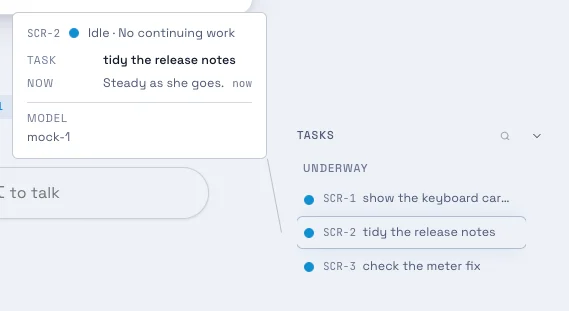 SCR-2 Idle · No continuing work
TASK tidy the release notes
NOW Steady as she goes. now
MODEL
mock-1
to talk
TASKS
UNDERWAY
SCR-1 show the keyboard car…
SCR-2 tidy the release notes
SCR-3 check the meter fix